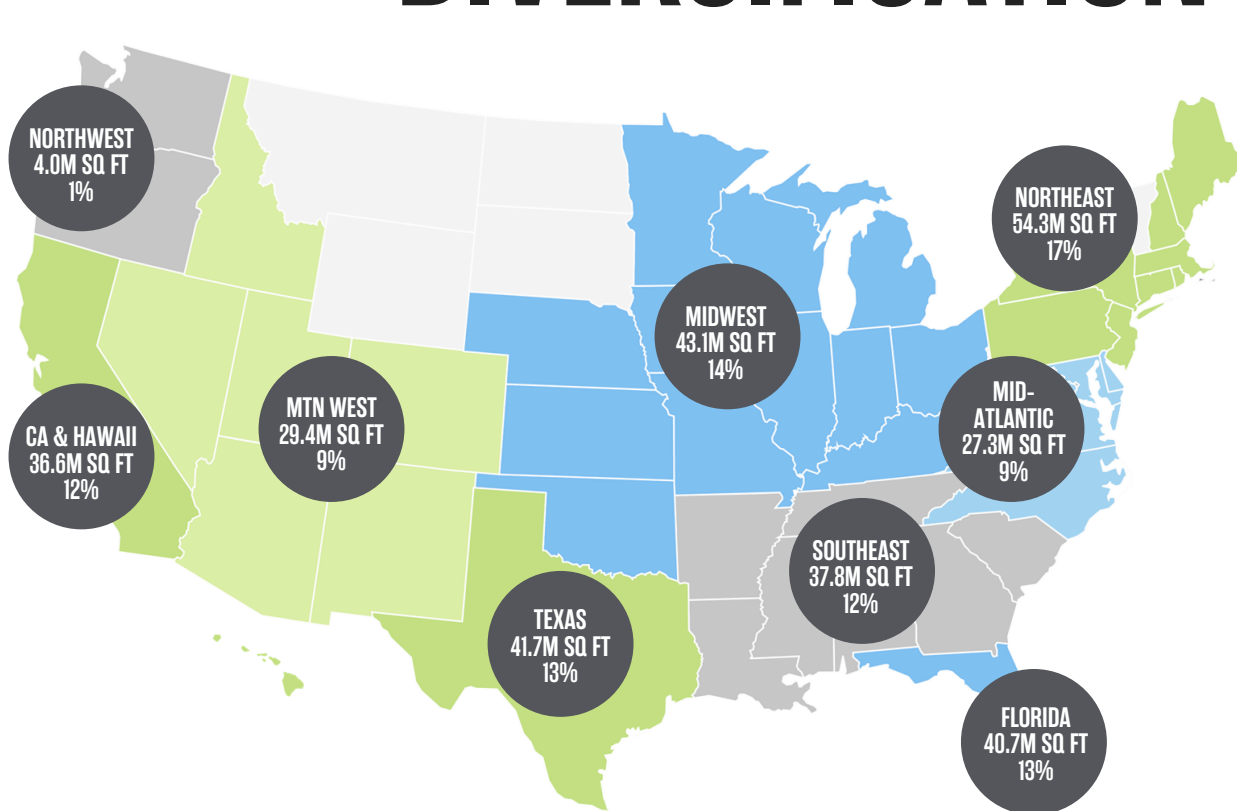 DIVERSIFICATION
NORTHWEST
4.0M SQ FT
1%
NORTHEAST
54.3M SQ FT
17%
MIDWEST
43.1M SQ FT
14%
MTN WEST
29.4M SQ FT
9%
MID-
ATLANTIC
27.3M SQ FT
9%
CA & HAWAII
36.6M SQ FT
12%
SOUTHEAST
37.8M SQ FT
12%
TEXAS
41.7M SQ FT
13%
FLORIDA
40.7M SQ FT
13%